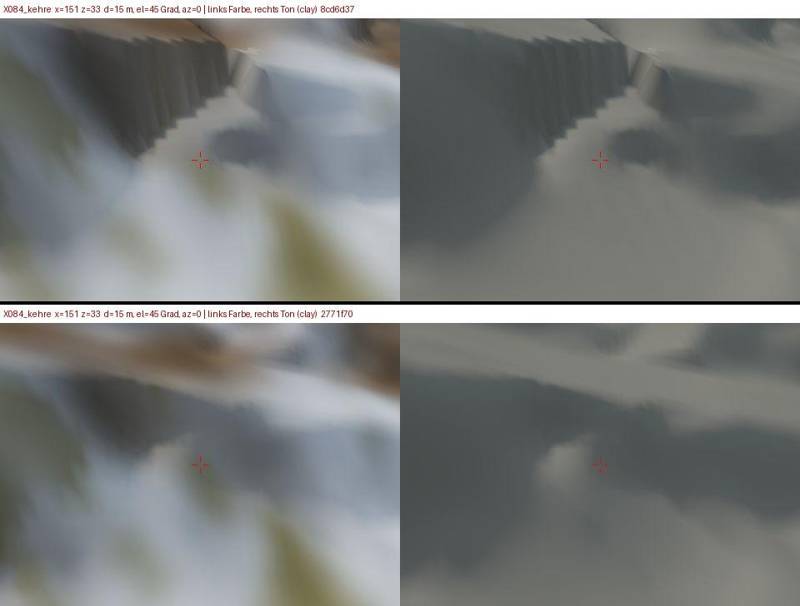 X084_kehre x=151 z=33 d=15 m, el=45 Grad, az=0 | links Farbe, rechts Ton (clay) 8cd6d37
X084_kehre x=151 z=33 d=15 m, el=45 Grad, az=0 | links Farbe, rechts Ton (clay) 2771f70